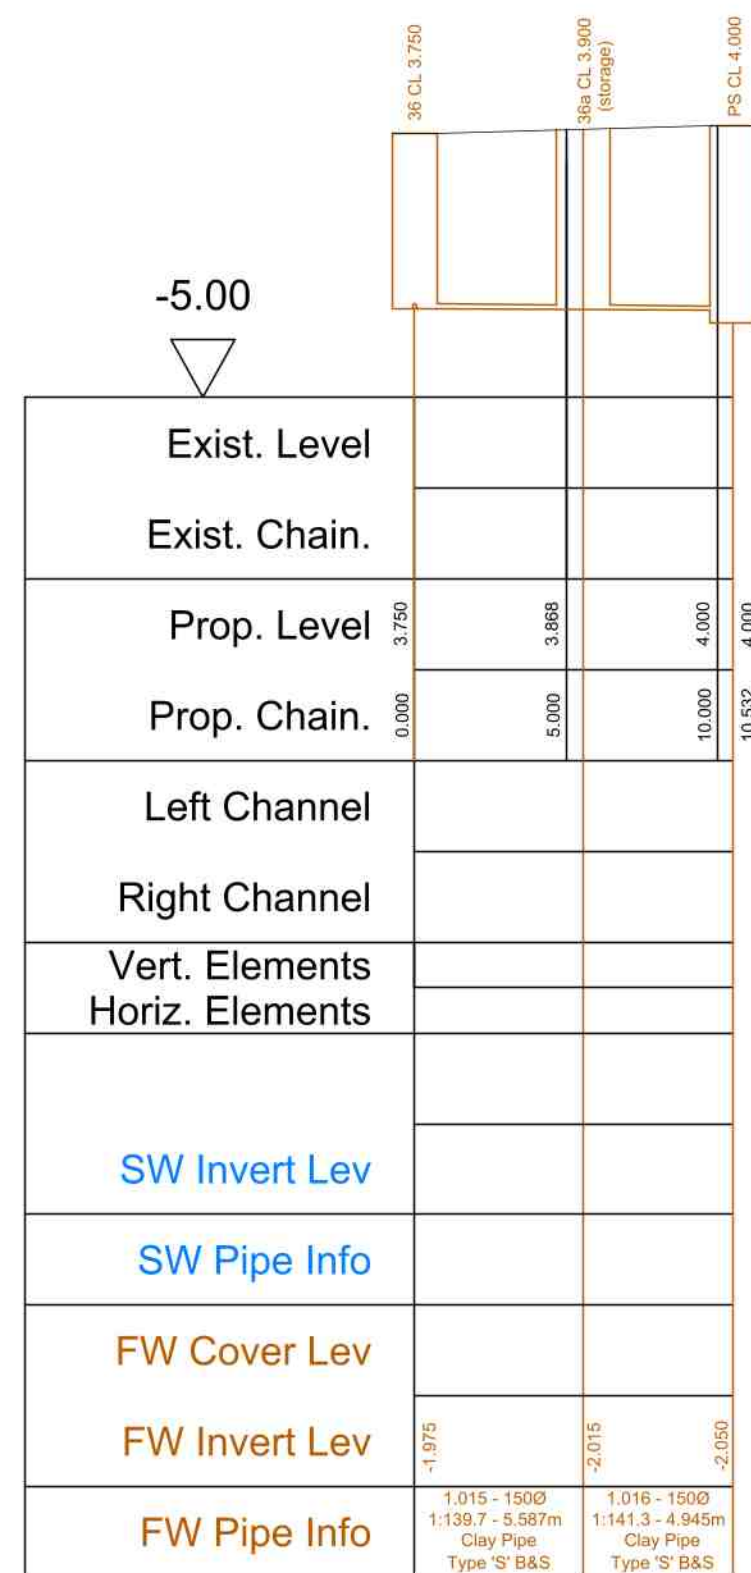 36 CL 3.750
36a CL 3.900
(storage)
PS CL 4.000
-5.00
Exist. Level
Exist. Chain.
Prop. Level
3.750
3.868
4.000
4.000
Prop. Chain.
0.000
5.000
10.000
10.532
Left Channel
Right Channel
Vert. Elements
Horiz. Elements
SW Invert Lev
SW Pipe Info
FW Cover Lev
FW Invert Lev
-1.975
-2.015
-2.050
FW Pipe Info
1.015 - 150Ø
1:139.7 - 5.587m
Clay Pipe
Type 'S' B&S
1.016 - 150Ø
1:141.3 - 4.945m
Clay Pipe
Type 'S' B&S